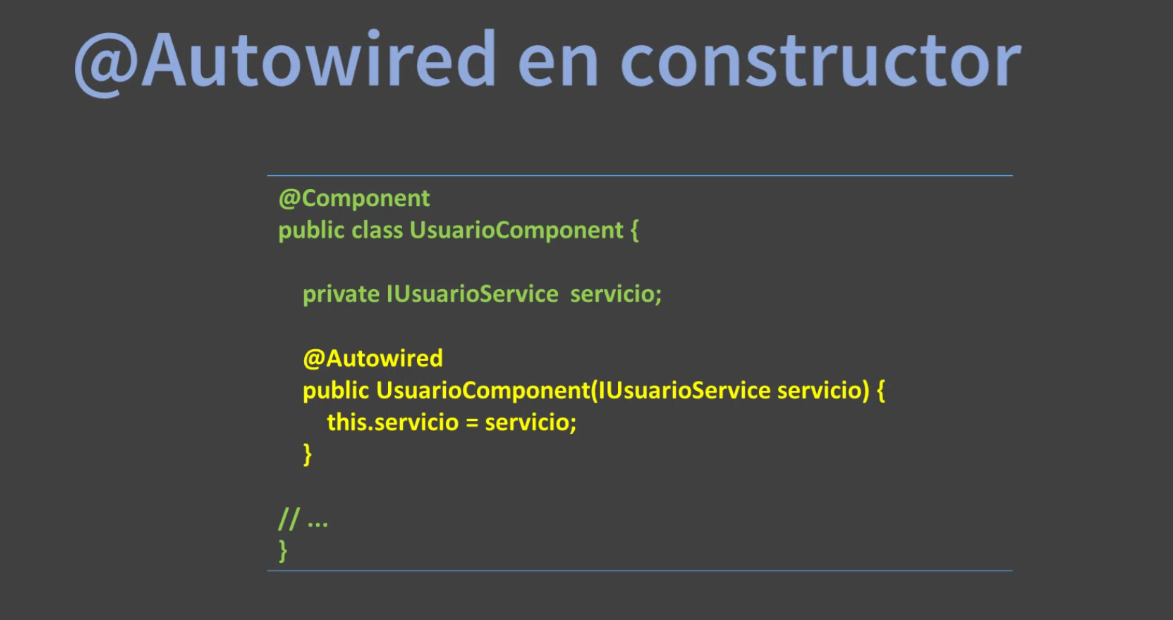 @Autowired en constructor
@Component
public class UsuarioComponent {
private IUsuarioService  servicio;
@Autowired
public UsuarioComponent(IUsuarioService servicio) {
this.servicio = servicio;
}
// ...
}